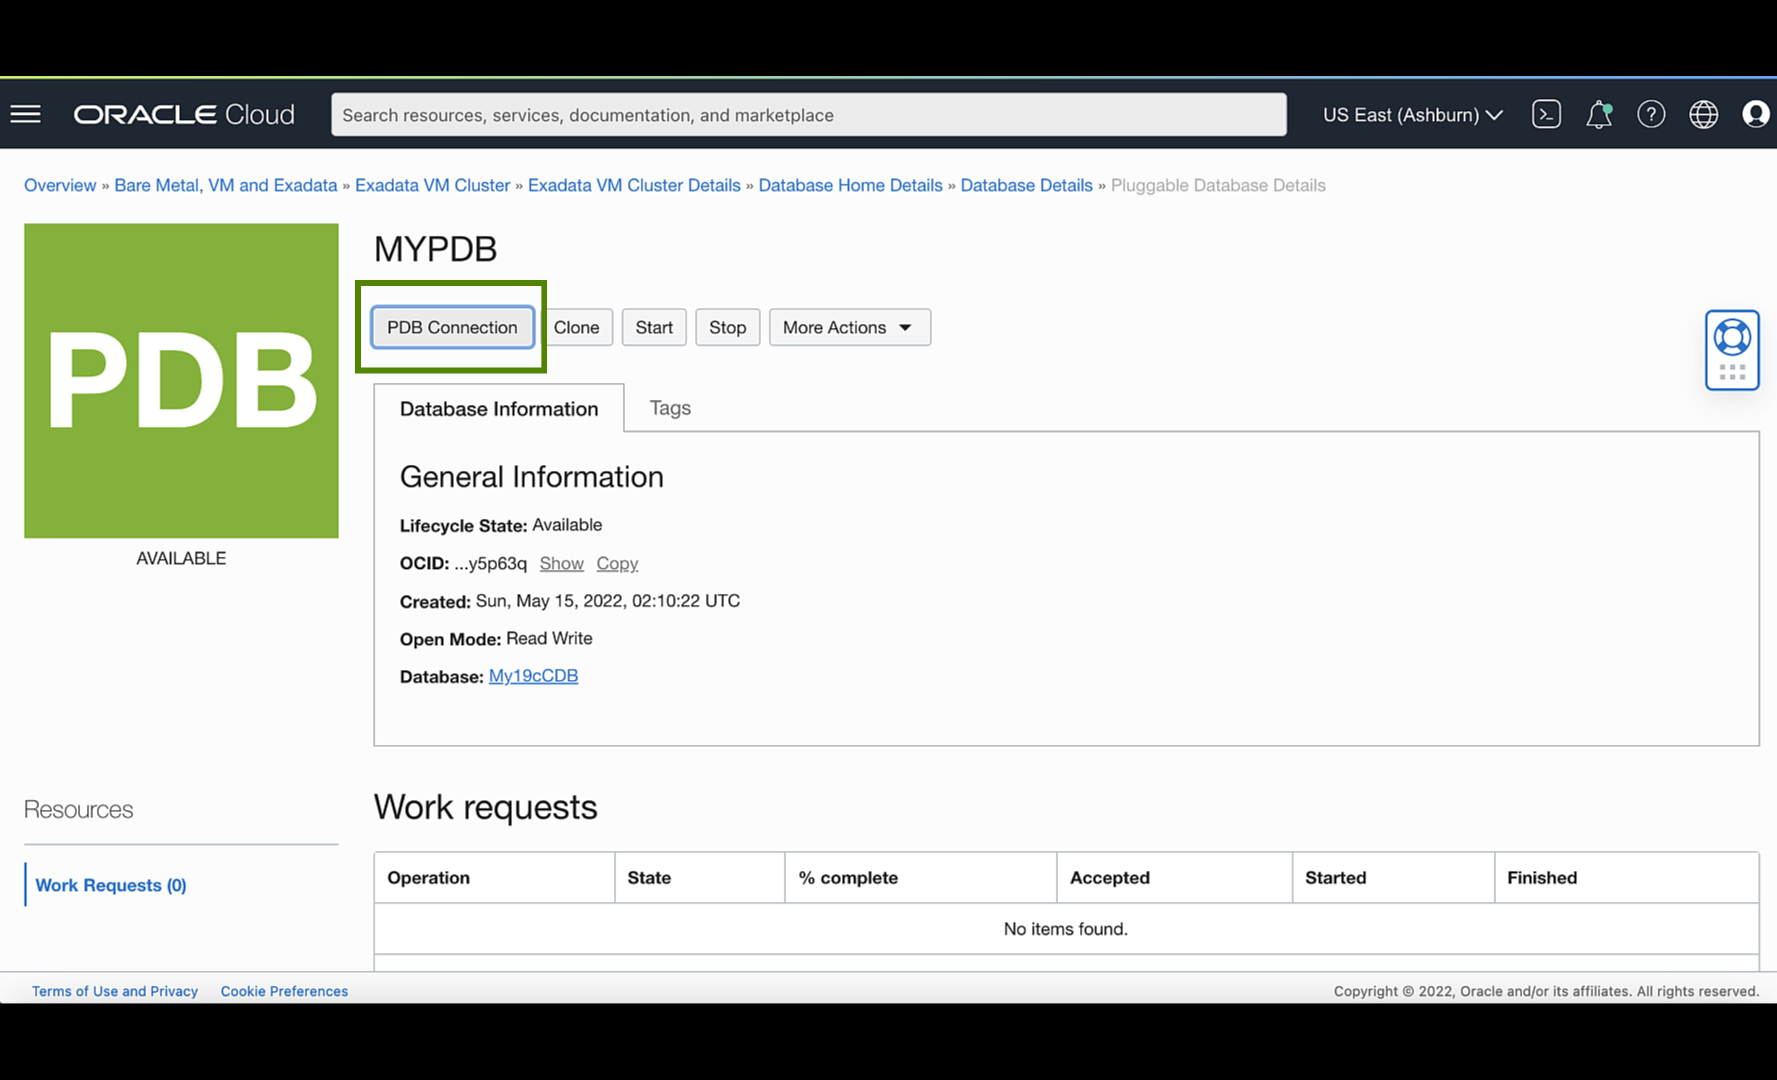 ORACLE Cloud
Search resources, services, documentation, and marketplace
US East (Ashburn)
Overview » Bare Metal, VM and Exadata » Exadata VM Cluster » Exadata VM Cluster Details » Database Home Details » Database Details » Pluggable Database Details
PDB
AVAILABLE
MYPDB
PDB Connection
Clone
Start
Stop
More Actions
Database Information
Tags
General Information
Lifecycle State: Available
OCID: ...y5p63q Show Copy
Created: Sun, May 15, 2022, 02:10:22 UTC
Open Mode: Read Write
Database: My19cCDB
Resources
Work Requests (0)
Work requests
Operation State % complete Accepted Started Finished
No items found.
Terms of Use and Privacy Cookie Preferences
Copyright © 2022, Oracle and/or its affiliates. All rights reserved.